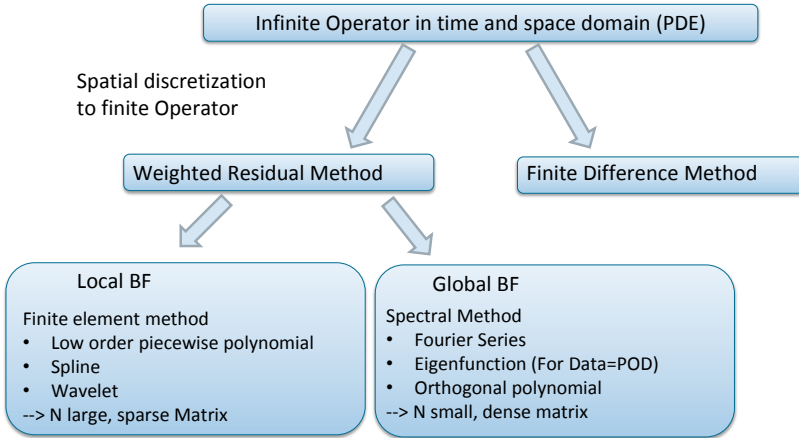 Infinite Operator in time and space domain (PDE)
Spatial discretization
to finite Operator
Weighted Residual Method
Finite Difference Method
Local BF
Finite element method
• Low order piecewise polynomial
• Spline
• Wavelet
--> N large, sparse Matrix
Global BF
Spectral Method
• Fourier Series
• Eigenfunction (For Data=POD)
• Orthogonal polynomial
--> N small, dense matrix